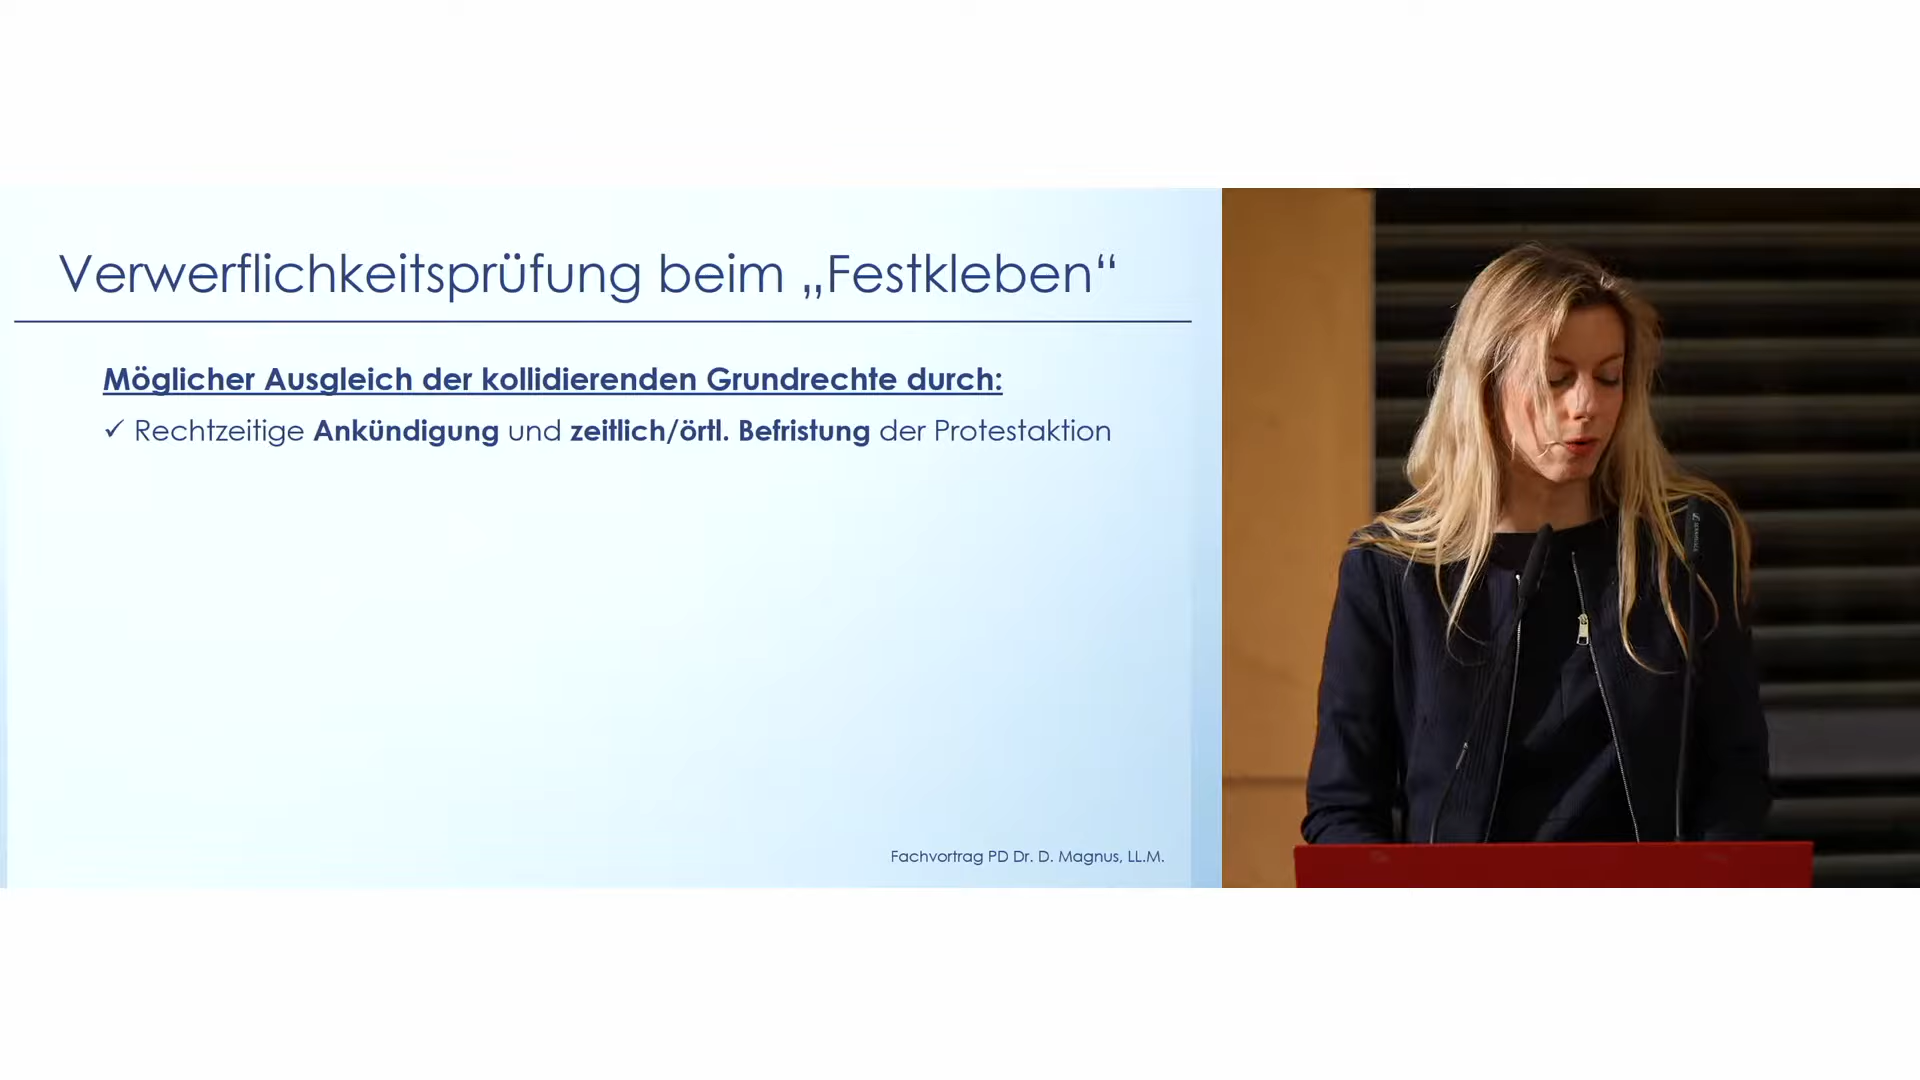 Verwerflichkeitsprüfung beim „Festkleben“
Möglicher Ausgleich der kollidierenden Grundrechte durch:
✓ Rechtzeitige Ankündigung und zeitlich/örtl. Befristung der Protestaktion
Fachvortrag PD Dr. D. Magnus, LL.M.